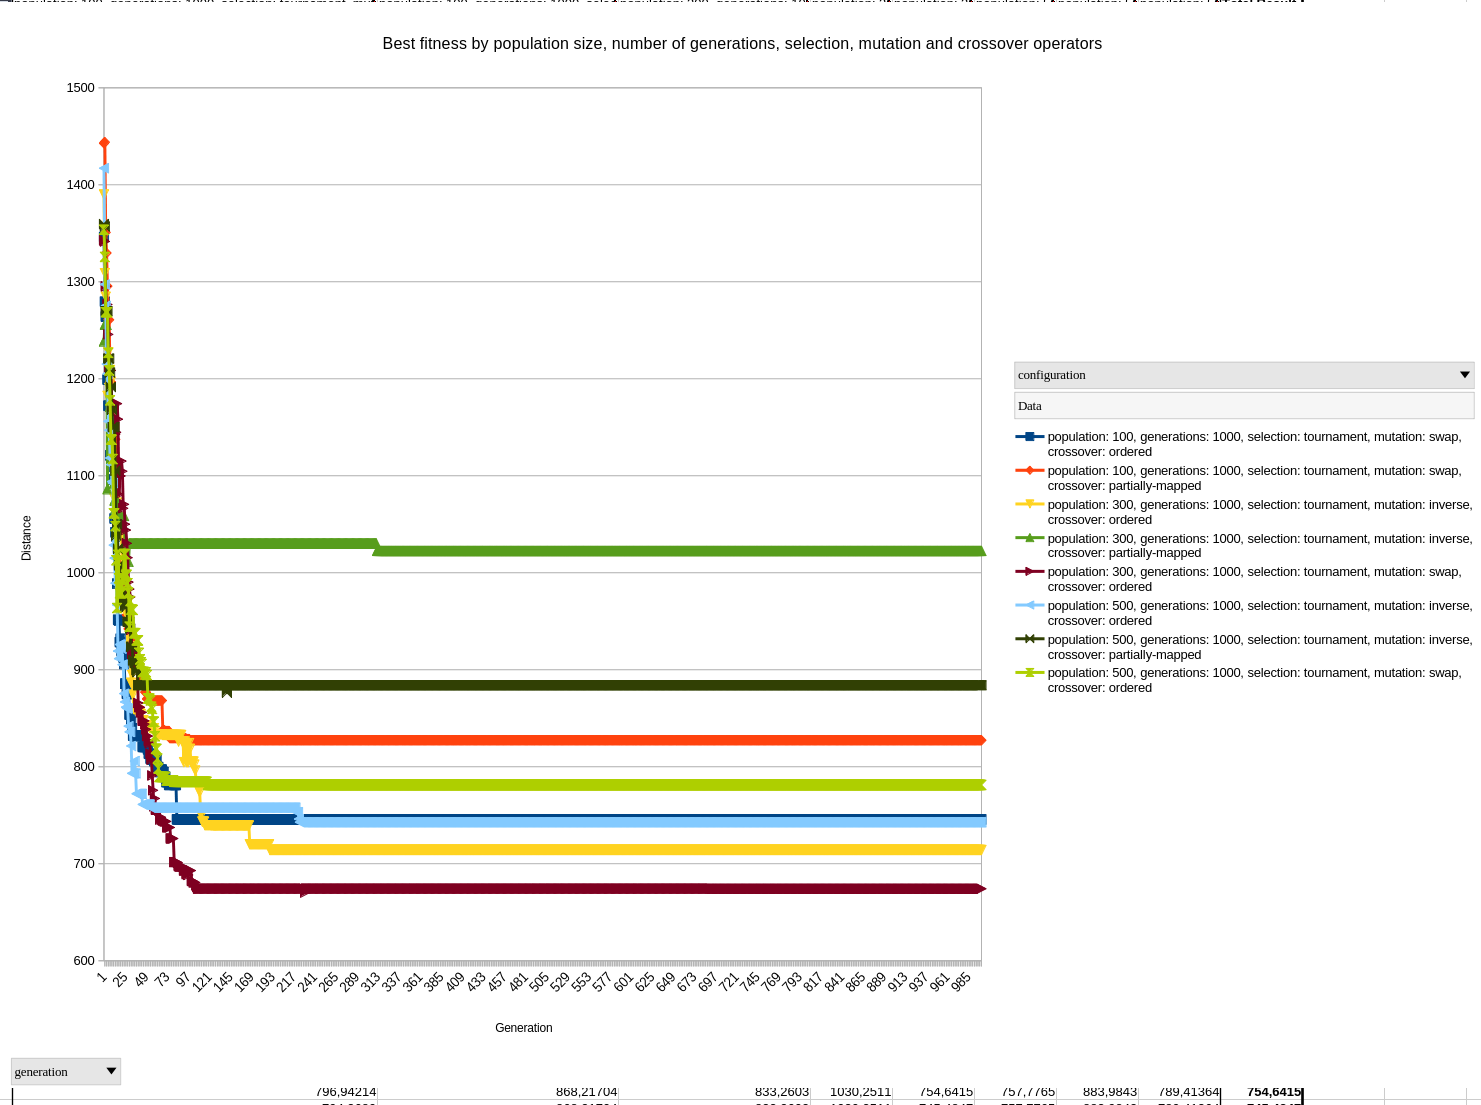 Best fitness by population size, number of generations, selection, mutation and crossover operators
1500
1400
1300
1200
1100
1000
900
800
700
600
Distance
1 25 49 73 97 121 145 169 193 217 241 265 289 313 337 361 385 409 433 457 481 505 529 553 577 601 625 649 673 697 721 745 769 793 817 841 865 889 913 937 961 985
Generation
configuration
Data
population: 100, generations: 1000, selection: tournament, mutation: swap,
crossover: ordered
population: 100, generations: 1000, selection: tournament, mutation: swap,
crossover: partially-mapped
population: 300, generations: 1000, selection: tournament, mutation: inverse,
crossover: ordered
population: 300, generations: 1000, selection: tournament, mutation: inverse,
crossover: partially-mapped
population: 300, generations: 1000, selection: tournament, mutation: swap,
crossover: ordered
population: 500, generations: 1000, selection: tournament, mutation: inverse,
crossover: ordered
population: 500, generations: 1000, selection: tournament, mutation: inverse,
crossover: partially-mapped
population: 500, generations: 1000, selection: tournament, mutation: swap,
crossover: ordered
generation
796,94214 868,21704 833,2603 1030,2511 754,6415 757,7765 883,9843 789,41364 754,6415